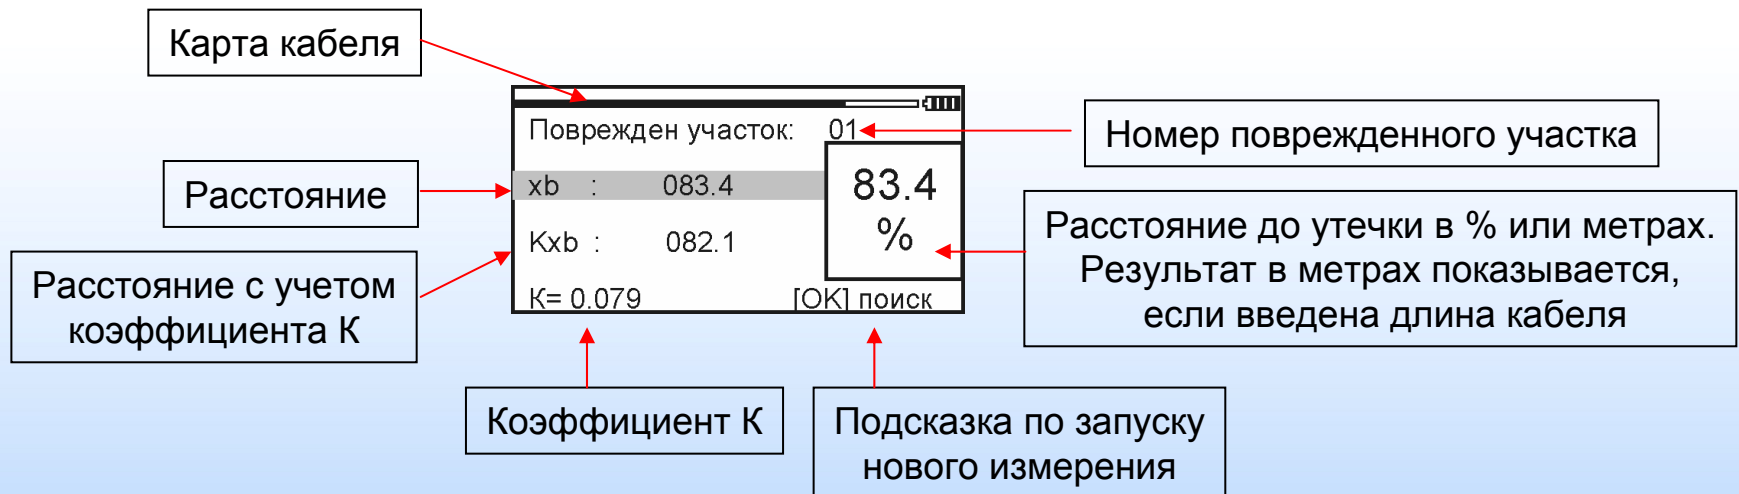 Карта кабеля
Поврежден участок: 01
Номер поврежденного участка
Расстояние
xb : 083.4
83.4
%
Kxb : 082.1
Расстояние до утечки в % или метрах.
Результат в метрах показывается,
если введена длина кабеля
Расстояние с учетом
коэффициента К
К= 0.079
[OK] поиск
Коэффициент К
Подсказка по запуску
нового измерения